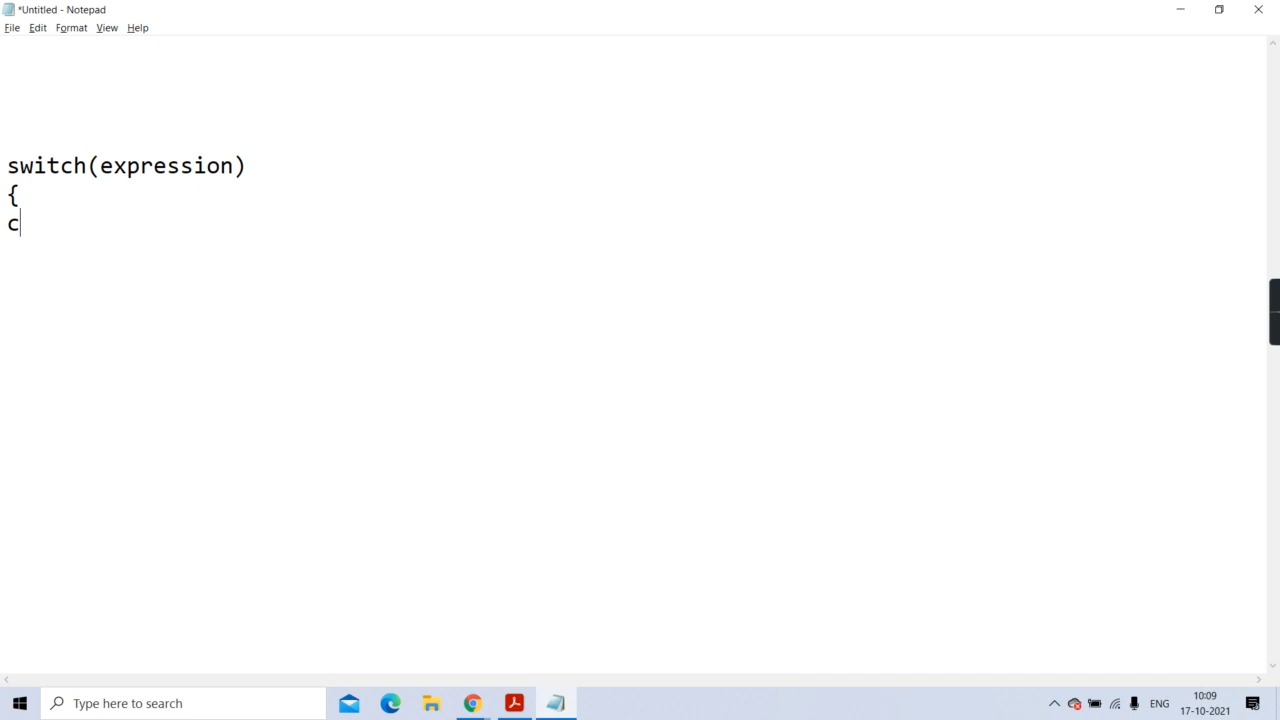 *Untitled - Notepad
File Edit Format View Help
switch(expression)
{
c
Type here to search
ENG
10:09
17-10-2021